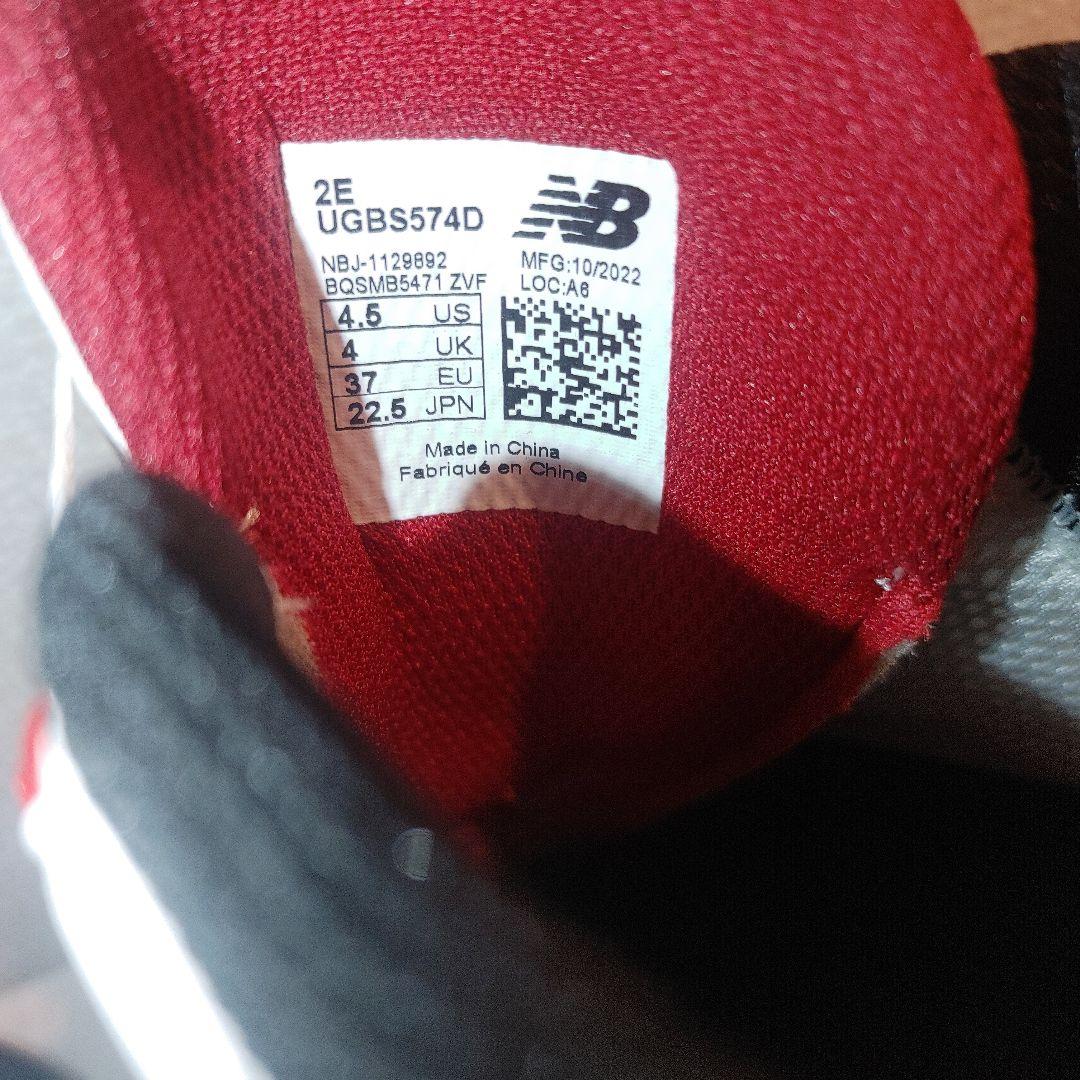 2E
UGBS574D
NB
NBJ-1129892
BQSMB5471 ZVF
MFG:10/2022
LOC:A6
4.5 US
4 UK
37 EU
22.5 JPN
Made in China
Fabriqué en Chine